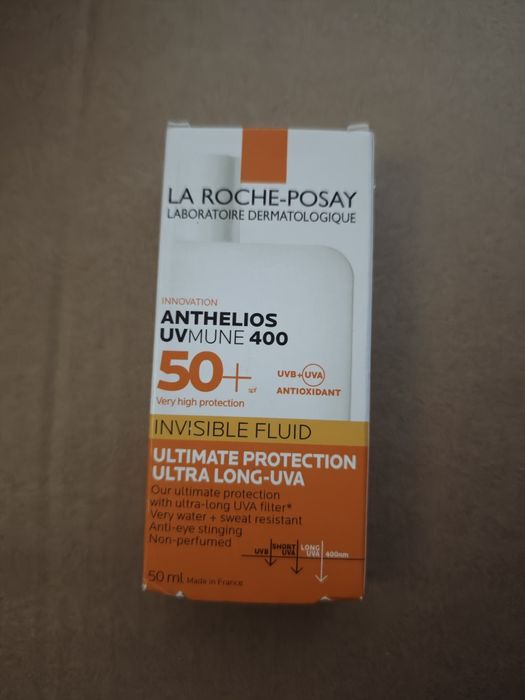 LA ROCHE-POSAY
LABORATOIRE DERMATOLOGIQUE
INNOVATION
ANTHELIOS
UVMUNE 400
50+ spf
Very high protection
UVB+UVA
ANTIOXIDANT
INVISIBLE FLUID
ULTIMATE PROTECTION
ULTRA LONG-UVA
Our ultimate protection
with ultra-long UVA filter*
Very water + sweat resistant
Anti-eye stinging
Non-perfumed
UVB
SHORT UVA
LONG UVA
400nm
50 ml Made in France